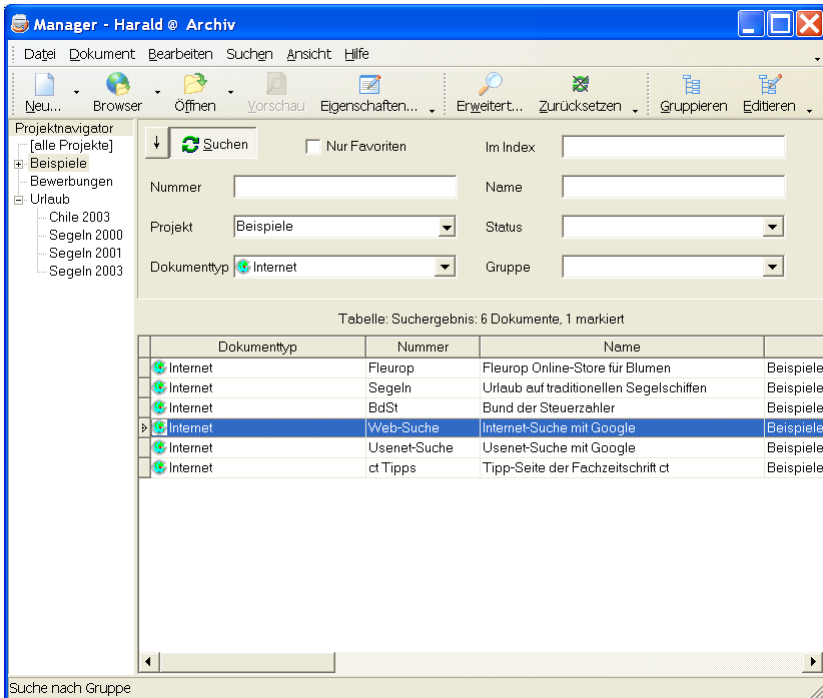 Manager - Harald @ Archiv
Datei Dokument Bearbeiten Suchen Ansicht Hilfe
Neu... Browser Öffnen Vorschau Eigenschaften... Erweitert... Zurücksetzen Gruppieren Editieren
Projektnavigator
[alle Projekte]
Beispiele
Bewerbungen
Urlaub
Chile 2003
Segeln 2000
Segeln 2001
Segeln 2003
Suchen Nur Favoriten Im Index
Nummer Name
Projekt Beispiele Status
Dokumenttyp Internet Gruppe
Tabelle: Suchergebnis: 6 Dokumente, 1 markiert
Dokumenttyp Nummer Name
Internet Fleurop Fleurop Online-Store für Blumen Beispiele
Internet Segeln Urlaub auf traditionellen Segelschiffen Beispiele
Internet BdSt Bund der Steuerzahler Beispiele
Internet Web-Suche Internet-Suche mit Google Beispiele
Internet Usenet-Suche Usenet-Suche mit Google Beispiele
Internet ct Tipps Tipp-Seite der Fachzeitschrift ct Beispiele
Suche nach Gruppe